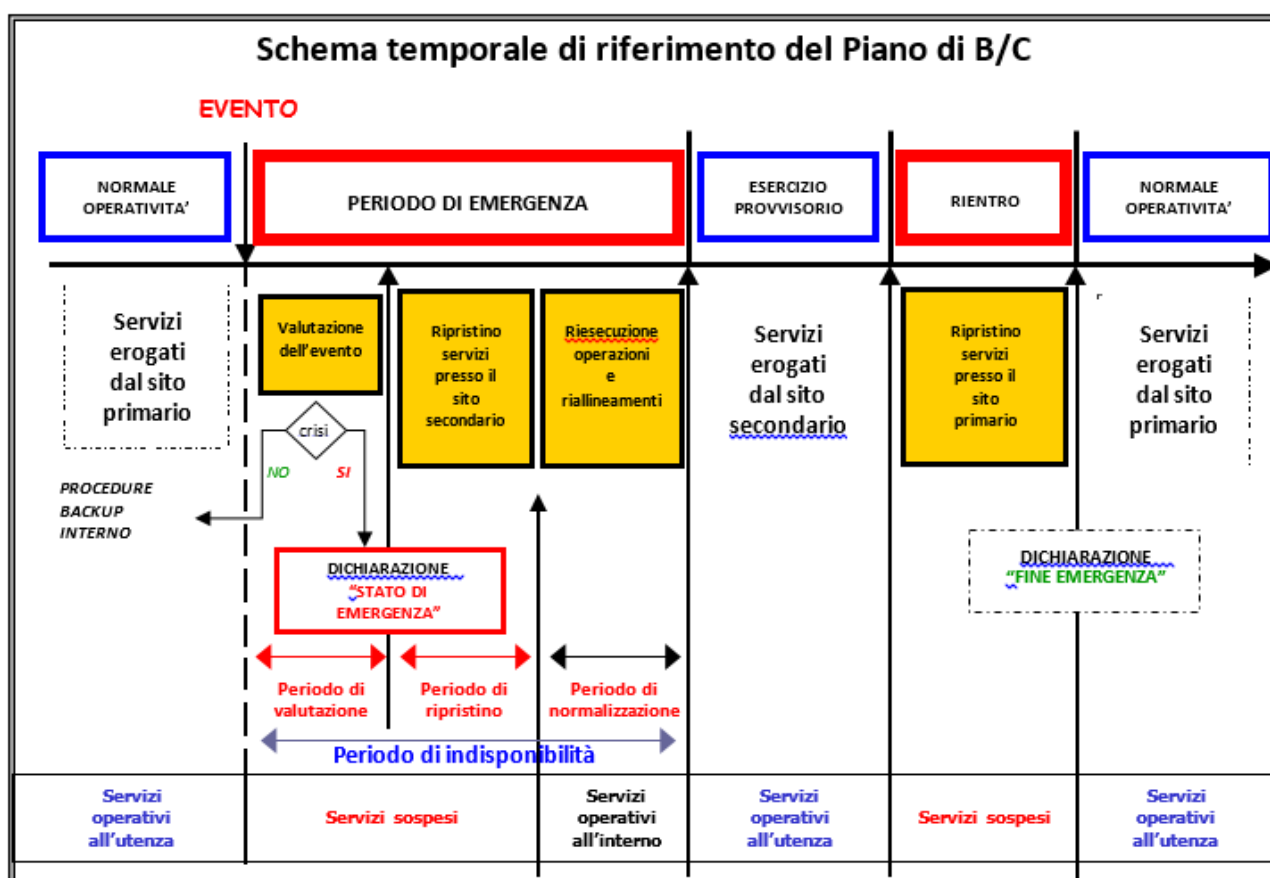 Schema temporale di riferimento del Piano di B/C
EVENTO
NORMALE
OPERATIVITA’
PERIODO DI EMERGENZA
ESERCIZIO
PROVVISORIO
RIENTRO
NORMALE
OPERATIVITA’
Servizi
erogati
dal sito
primario
Valutazione
dell’evento
Ripristino
servizi
presso il
sito
secondario
Riesecuzione
operazioni
e
riallineamenti
Servizi
erogati
dal sito
secondario
Ripristino
servizi
presso il
sito
primario
Servizi
erogati
dal sito
primario
crisi
NO
SI
PROCEDURE
BACKUP
INTERNO
DICHIARAZIONE
“STATO DI
EMERGENZA”
DICHIARAZIONE
“FINE EMERGENZA”
Periodo di
valutazione
Periodo di
ripristino
Periodo di
normalizzazione
Periodo di indisponibilità
Servizi
operativi
all’utenza
Servizi sospesi
Servizi
operativi
all’interno
Servizi
operativi
all’utenza
Servizi sospesi
Servizi
operativi
all’utenza